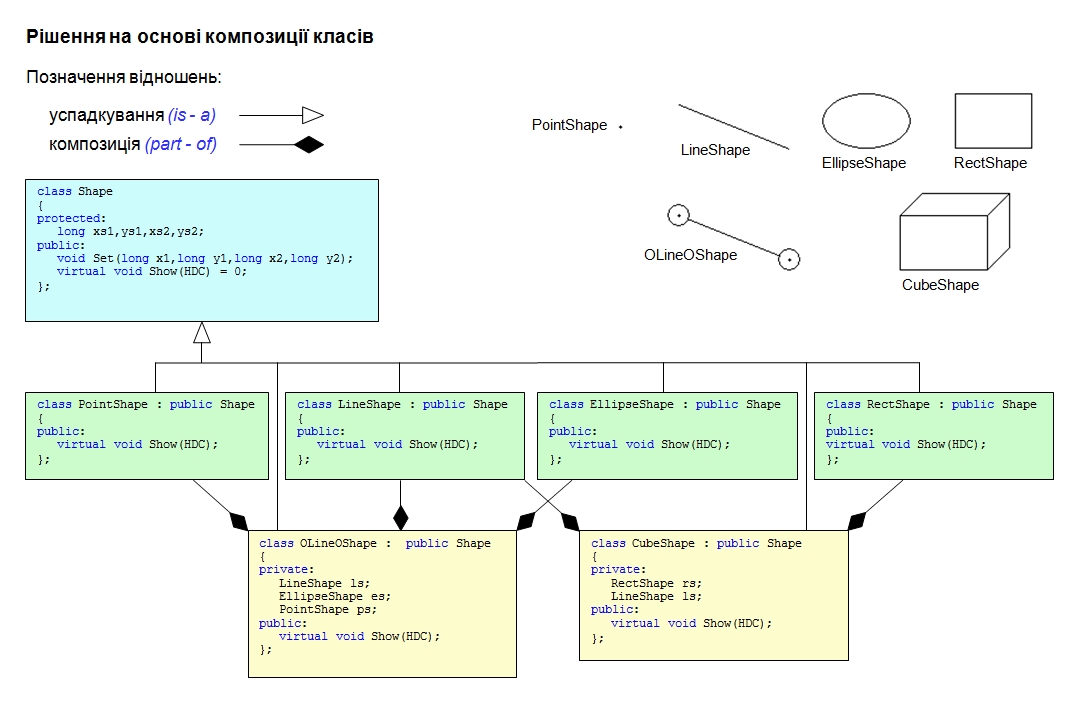 Рішення на основі композиції класів
Позначення відношень:
успадкування (is - a)
композиція (part - of)
PointShape
LineShape
EllipseShape
RectShape
OLineOShape
CubeShape
class Shape
{
protected:
long xs1,ys1,xs2,ys2;
public:
void Set(long x1,long y1,long x2,long y2);
virtual void Show(HDC) = 0;
};
class PointShape : public Shape
{
public:
virtual void Show(HDC);
};
class LineShape : public Shape
{
public:
virtual void Show(HDC);
};
class EllipseShape : public Shape
{
public:
virtual void Show(HDC);
};
class RectShape : public Shape
{
public:
virtual void Show(HDC);
};
class OLineOShape : public Shape
{
private:
LineShape ls;
EllipseShape es;
PointShape ps;
public:
virtual void Show(HDC);
};
class CubeShape : public Shape
{
private:
RectShape rs;
LineShape ls;
public:
virtual void Show(HDC);
};